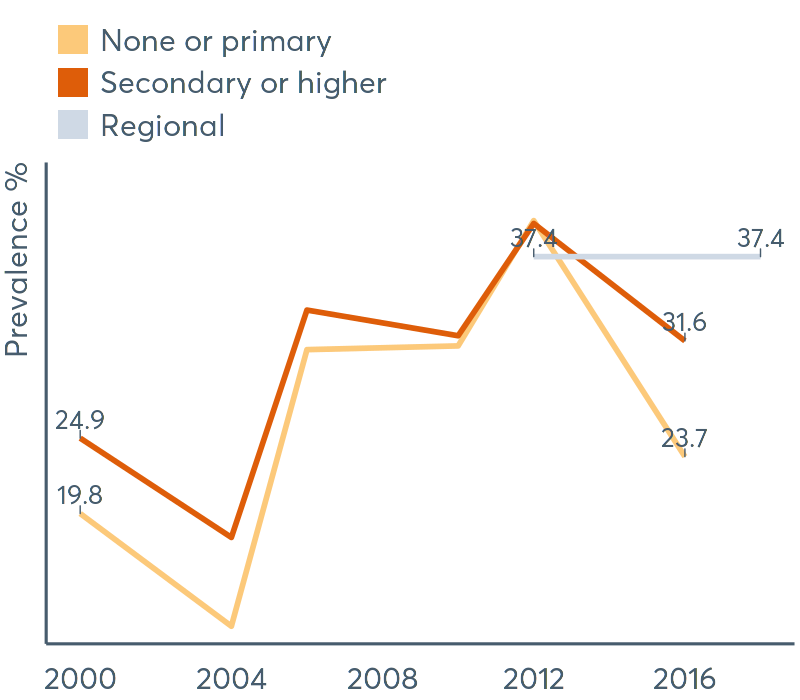 None or primary
Secondary or higher
Regional
Prevalence %
37.4
37.4
31.6
24.9
23.7
19.8
2000
2004
2008
2012
2016